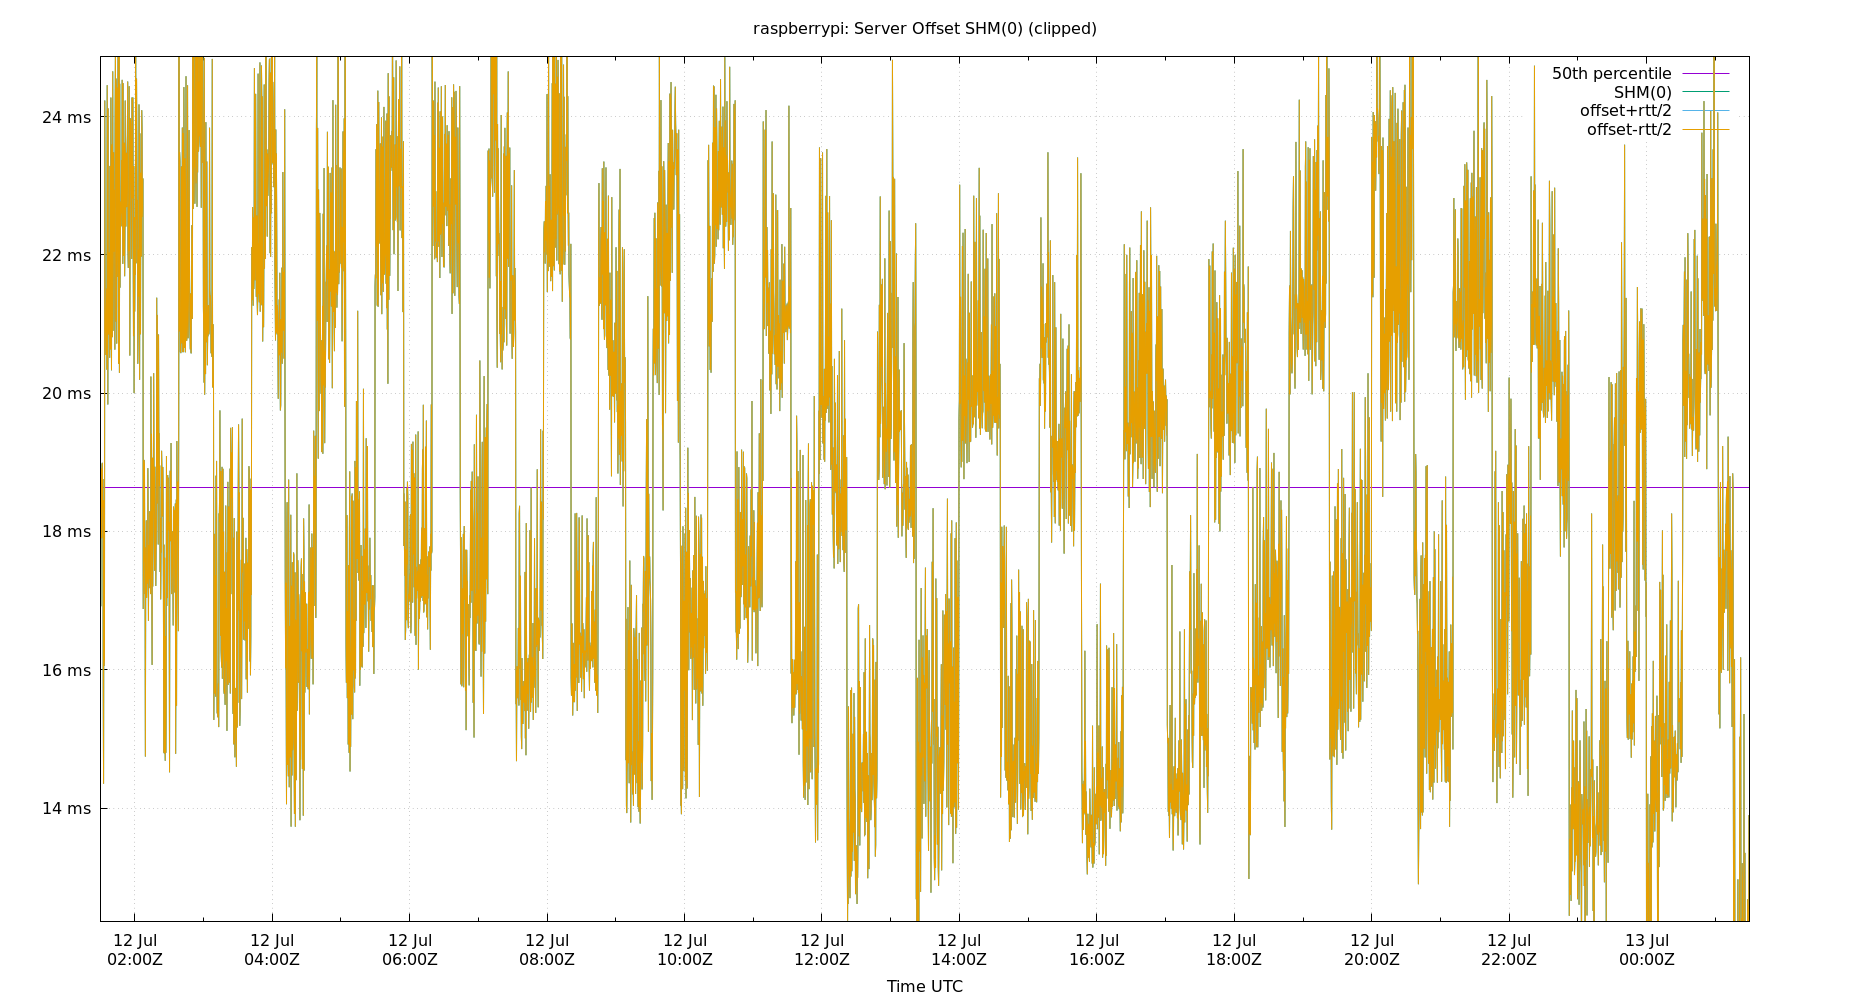 raspberrypi: Server Offset SHM(0) (clipped)
50th percentile
SHM(0)
offset+rtt/2
offset-rtt/2
24 ms
22 ms
20 ms
18 ms
16 ms
14 ms
12 Jul 12 Jul 12 Jul 12 Jul 12 Jul 12 Jul 12 Jul 12 Jul 12 Jul 12 Jul 12 Jul 13 Jul
02:00Z 04:00Z 06:00Z 08:00Z 10:00Z 12:00Z 14:00Z 16:00Z 18:00Z 20:00Z 22:00Z 00:00Z
Time UTC